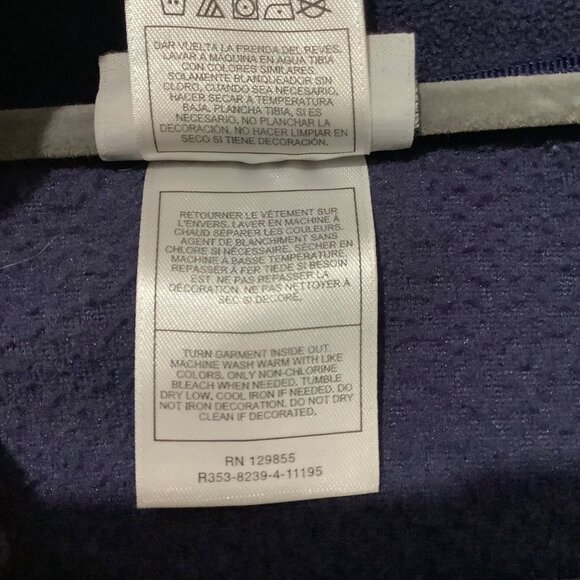 DAR VUELTA LA PRENDA DEL REVES.
LAVAR A MAQUINA EN AGUA TIBIA
CON COLORES SIMILARES.
SOLAMENTE BLANQUEADOR SIN
CLORO, CUANDO SEA NECESARIO.
HACER SECAR A TEMPERATURA
BAJA. PLANCHA TIBIA, SI ES
NECESARIO. NO PLANCHAR LA
DECORACIÓN. NO HACER LIMPIAR EN
SECO SI TIENE DECORACIÓN.
RETOURNER LE VÊTEMENT SUR
L'ENVERS. LAVER EN MACHINE À
CHAUD SÉPARER LES COULEURS.
AGENT DE BLANCHIMENT SANS
CHLORE SI NÉCESSAIRE. SÉCHER EN
MACHINE A BASSE TEMPÉRATURE.
REPASSER À FER TIÈDE SI BESOIN
EST. NE PAS REPASSER LA
DÉCORATION. NE PAS NETTOYER À
SEC SI DÉCORÉ.
TURN GARMENT INSIDE OUT.
MACHINE WASH WARM WITH LIKE
COLORS. ONLY NON-CHLORINE
BLEACH WHEN NEEDED. TUMBLE
DRY LOW. COOL IRON IF NEEDED. DO
NOT IRON DECORATION. DO NOT DRY
CLEAN IF DECORATED.
RN 129855
R353-8239-4-11195